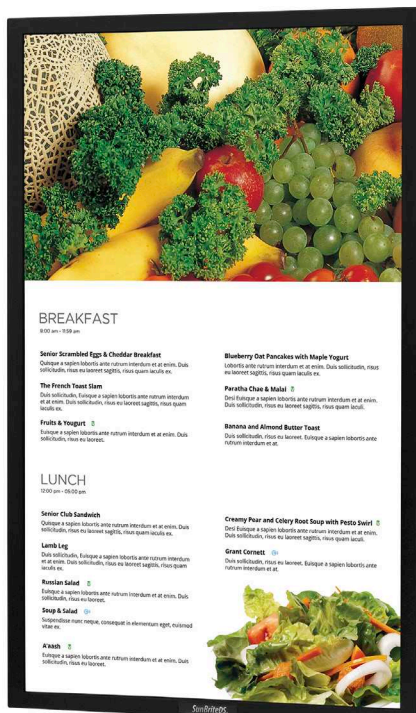 BREAKFAST
8:00 am - 11:59 am
Senior Scrambled Eggs & Cheddar Breakfast
Quisque a sapien lobortis ante rutrum interdum et at enim. Duis
sollicitudin, risus eu laoreet sagittis, risus quam iaculis ex.
The French Toast Slam
Duis sollicitudin, Euisque a sapien lobortis ante rutrum interdum
et at enim. Duis sollicitudin, risus eu laoreet sagittis, risus quam
iaculis ex.
Fruits & Yougurt
Euisque a sapien lobortis ante rutrum interdum et at enim. Duis
sollicitudin, risus eu laoreet.
Blueberry Oat Pancakes with Maple Yogurt
Lobortis ante rutrum interdum et at enim. Duis sollicitudin, risus
eu laoreet sagittis, risus quam iaculis ex.
Paratha Chae & Malai
Desi Euisque a sapien lobortis ante rutrum interdum et at enim.
Duis sollicitudin, risus eu laoreet sagittis, risus quam iaculi.
Banana and Almond Butter Toast
Duis sollicitudin, risus eu laoreet. Euisque a sapien lobortis ante
rutrum interdum et at.
LUNCH
12:00 pm - 05:00 pm
Senior Club Sandwich
Quisque a sapien lobortis ante rutrum interdum et at enim. Duis
sollicitudin, risus eu laoreet sagittis, risus quam iaculis ex.
Lamb Leg
Duis sollicitudin, Euisque a sapien lobortis ante rutrum interdum
et at enim. Duis sollicitudin, risus eu laoreet sagittis, risus quam
iaculis ex.
Russian Salad
Euisque a sapien lobortis ante rutrum interdum et at enim. Duis
sollicitudin, risus eu laoreet.
Soup & Salad
Suspendisse nunc neque, consequat in elementum eget, euismod
vitae ex.
A'aash
Euisque a sapien lobortis ante rutrum interdum et at enim. Duis
sollicitudin, risus eu laoreet.
Creamy Pear and Celery Root Soup with Pesto Swirl
Desi Euisque a sapien lobortis ante rutrum interdum et at enim.
Duis sollicitudin, risus eu laoreet sagittis, risus quam iaculi.
Grant Cornett
Duis sollicitudin, risus eu laoreet. Euisque a sapien lobortis ante
rutrum interdum et at.
SunBriteDS